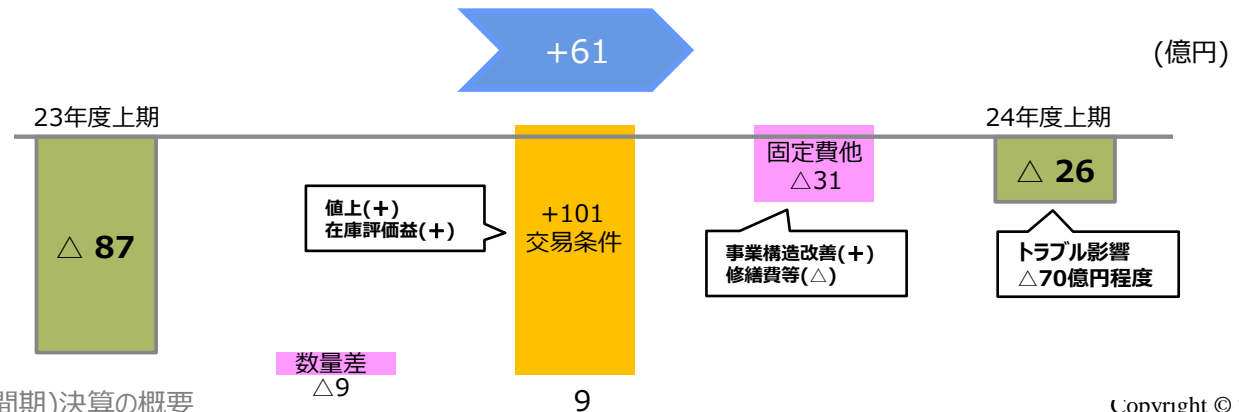 +61
(億円)
23年度上期
24年度上期
△ 87
数量差
△9
値上(+)
在庫評価益(+)
+101
交易条件
固定費他
△31
事業構造改善(+)
修繕費等(△)
△ 26
トラブル影響
△70億円程度
間期)決算の概要
9
Copyright ©